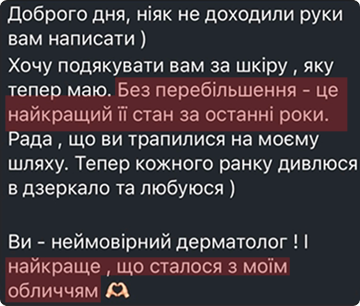 Доброго дня, ніяк не доходили руки
вам написати )
Хочу подякувати вам за шкіру , яку
тепер маю. Без перебільшення - це
найкращий її стан за останні роки.
Рада , що ви трапилися на моєму
шляху. Тепер кожного ранку дивлюся
в дзеркало та любуюся )
Ви - неймовірний дерматолог ! І
найкраще , що сталося з моїм
обличчям 🫶🏻